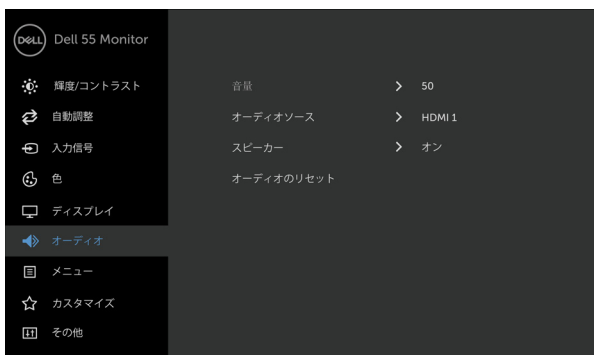 DELL Dell 55 Monitor
輝度/コントラスト
音量 50
自動調整
オーディオソース HDMI 1
入力信号
スピーカー オン
色
オーディオのリセット
ディスプレイ
オーディオ
メニュー
カスタマイズ
その他